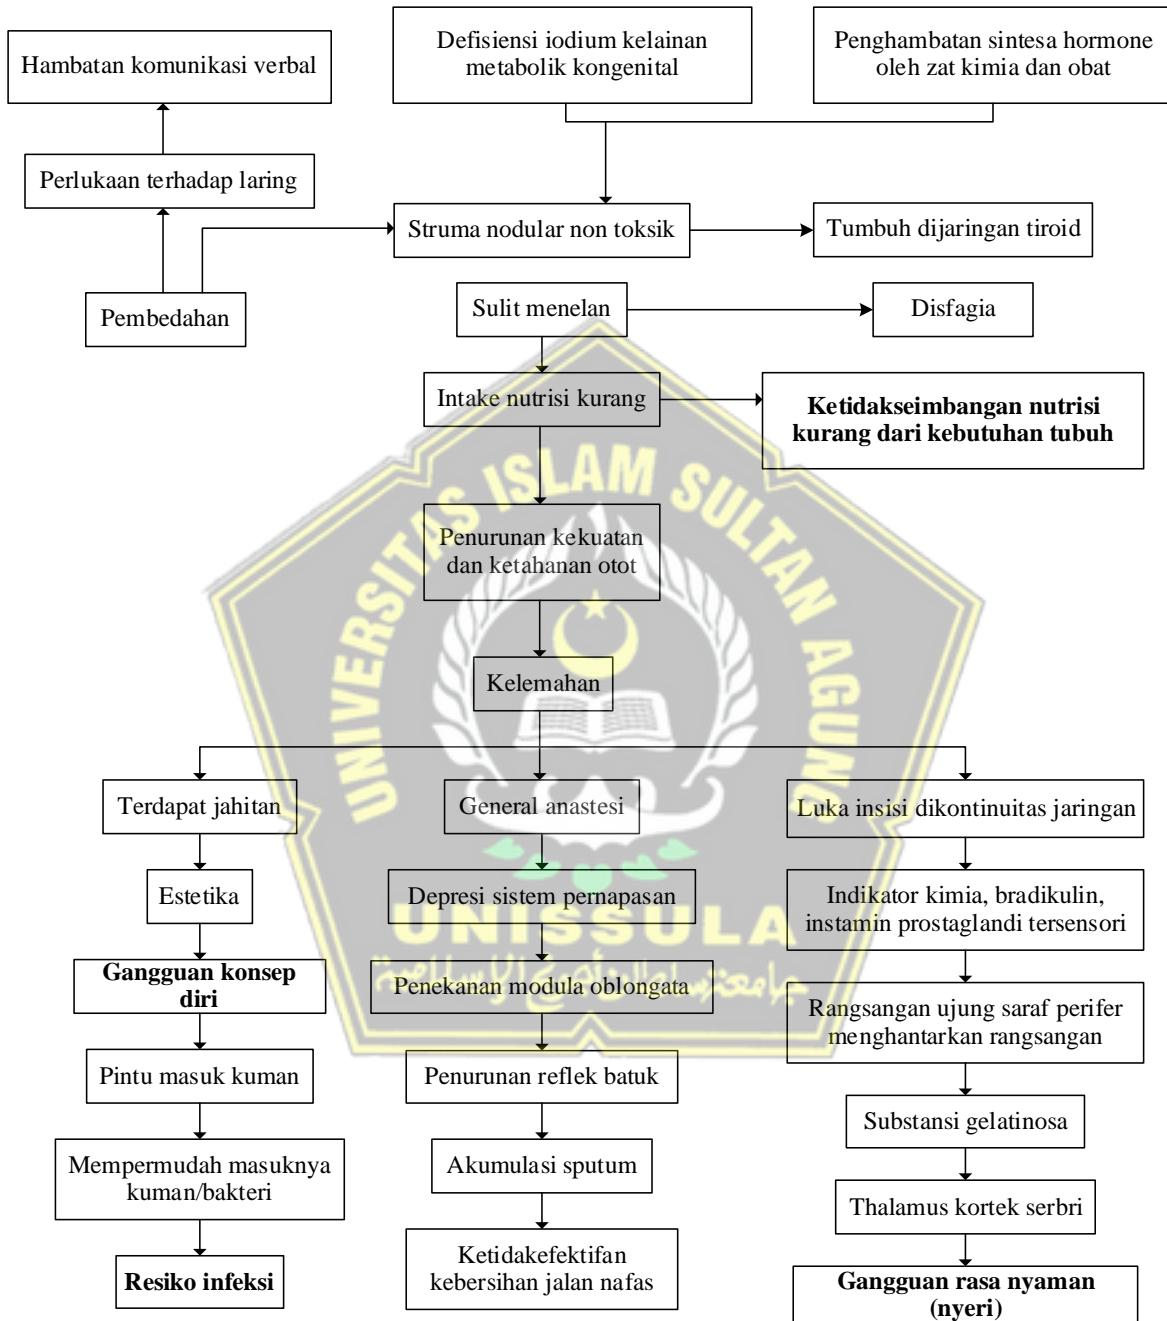 Hambatan komunikasi verbal
Defisiensi iodium kelainan
metabolik kongenital
Penghambatan sintesa hormone
oleh zat kimia dan obat
Perlukaan terhadap laring
Struma nodular non toksik
Tumbuh dijaringan tiroid
Pembedahan
Sulit menelan
Disfagia
Intake nutrisi kurang
Ketidakseimbangan nutrisi
kurang dari kebutuhan tubuh
UNIVERSITAS ISLAM SULTAN AGUNG
Penurunan kekuatan
dan ketahanan otot
Kelemahan
Terdapat jahitan
General anastesi
Luka insisi dikontinuitas jaringan
Estetika
Depresi sistem pernapasan
Indikator kimia, bradikulin,
instamin prostaglandi tersensori
UNISSULA
Gangguan konsep
diri
Penekanan modula oblongata
جامعنسلطان أجونج الإسلامية
Rangsangan ujung saraf perifer
menghantarkan rangsangan
Pintu masuk kuman
Penurunan reflek batuk
Substansi gelatinosa
Mempermudah masuknya
kuman/bakteri
Akumulasi sputum
Thalamus kortek serbri
Resiko infeksi
Ketidakefektifan
kebersihan jalan nafas
Gangguan rasa nyaman
(nyeri)